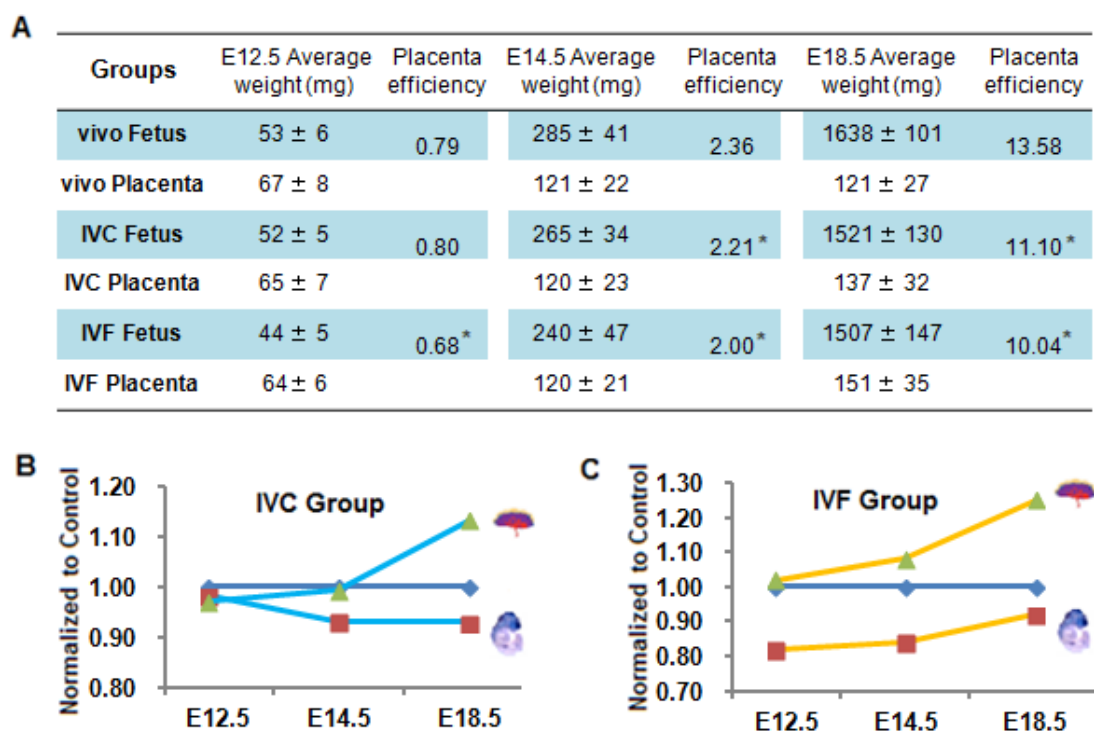 A
Groups E12.5 Average weight (mg) Placenta efficiency E14.5 Average weight (mg) Placenta efficiency E18.5 Average weight (mg) Placenta efficiency
vivo Fetus 53 ± 6 0.79 285 ± 41 2.36 1638 ± 101 13.58
vivo Placenta 67 ± 8 121 ± 22 121 ± 27
IVC Fetus 52 ± 5 0.80 265 ± 34 2.21* 1521 ± 130 11.10*
IVC Placenta 65 ± 7 120 ± 23 137 ± 32
IVF Fetus 44 ± 5 0.68* 240 ± 47 2.00* 1507 ± 147 10.04*
IVF Placenta 64 ± 6 120 ± 21 151 ± 35
B
IVC Group
Normalized to Control
1.20
1.10
1.00
0.90
0.80
E12.5 E14.5 E18.5
C
IVF Group
Normalized to Control
1.30
1.20
1.10
1.00
0.90
0.80
0.70
E12.5 E14.5 E18.5